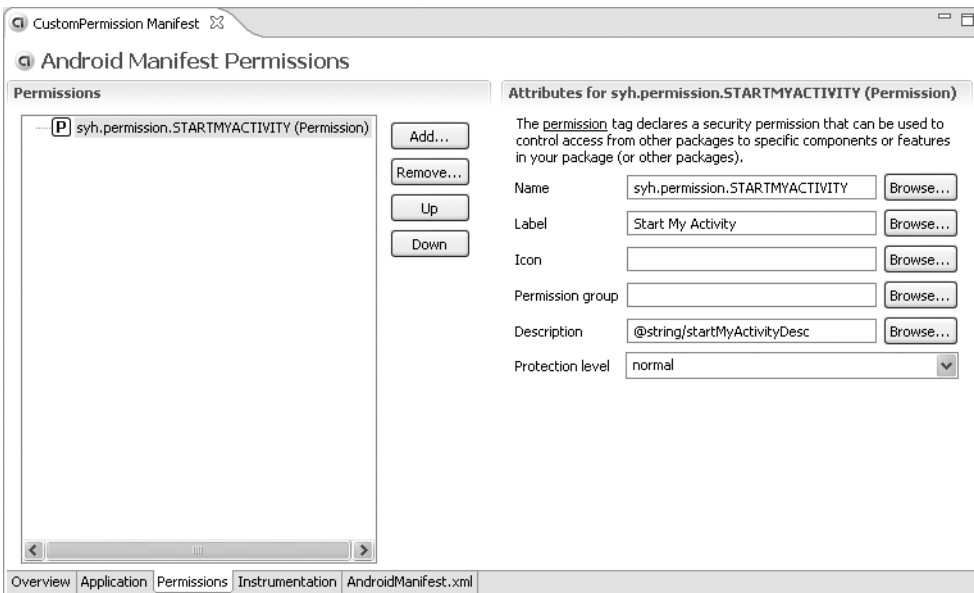 CustomPermission Manifest
Android Manifest Permissions
Permissions
P syh.permission.STARTMYACTIVITY (Permission)
Add...
Remove...
Up
Down
Attributes for syh.permission.STARTMYACTIVITY (Permission)
The permission tag declares a security permission that can be used to
control access from other packages to specific components or features
in your package (or other packages).
Name syh.permission.STARTMYACTIVITY Browse...
Label Start My Activity Browse...
Icon Browse...
Permission group Browse...
Description @string/startMyActivityDesc Browse...
Protection level normal
Overview Application Permissions Instrumentation AndroidManifest.xml